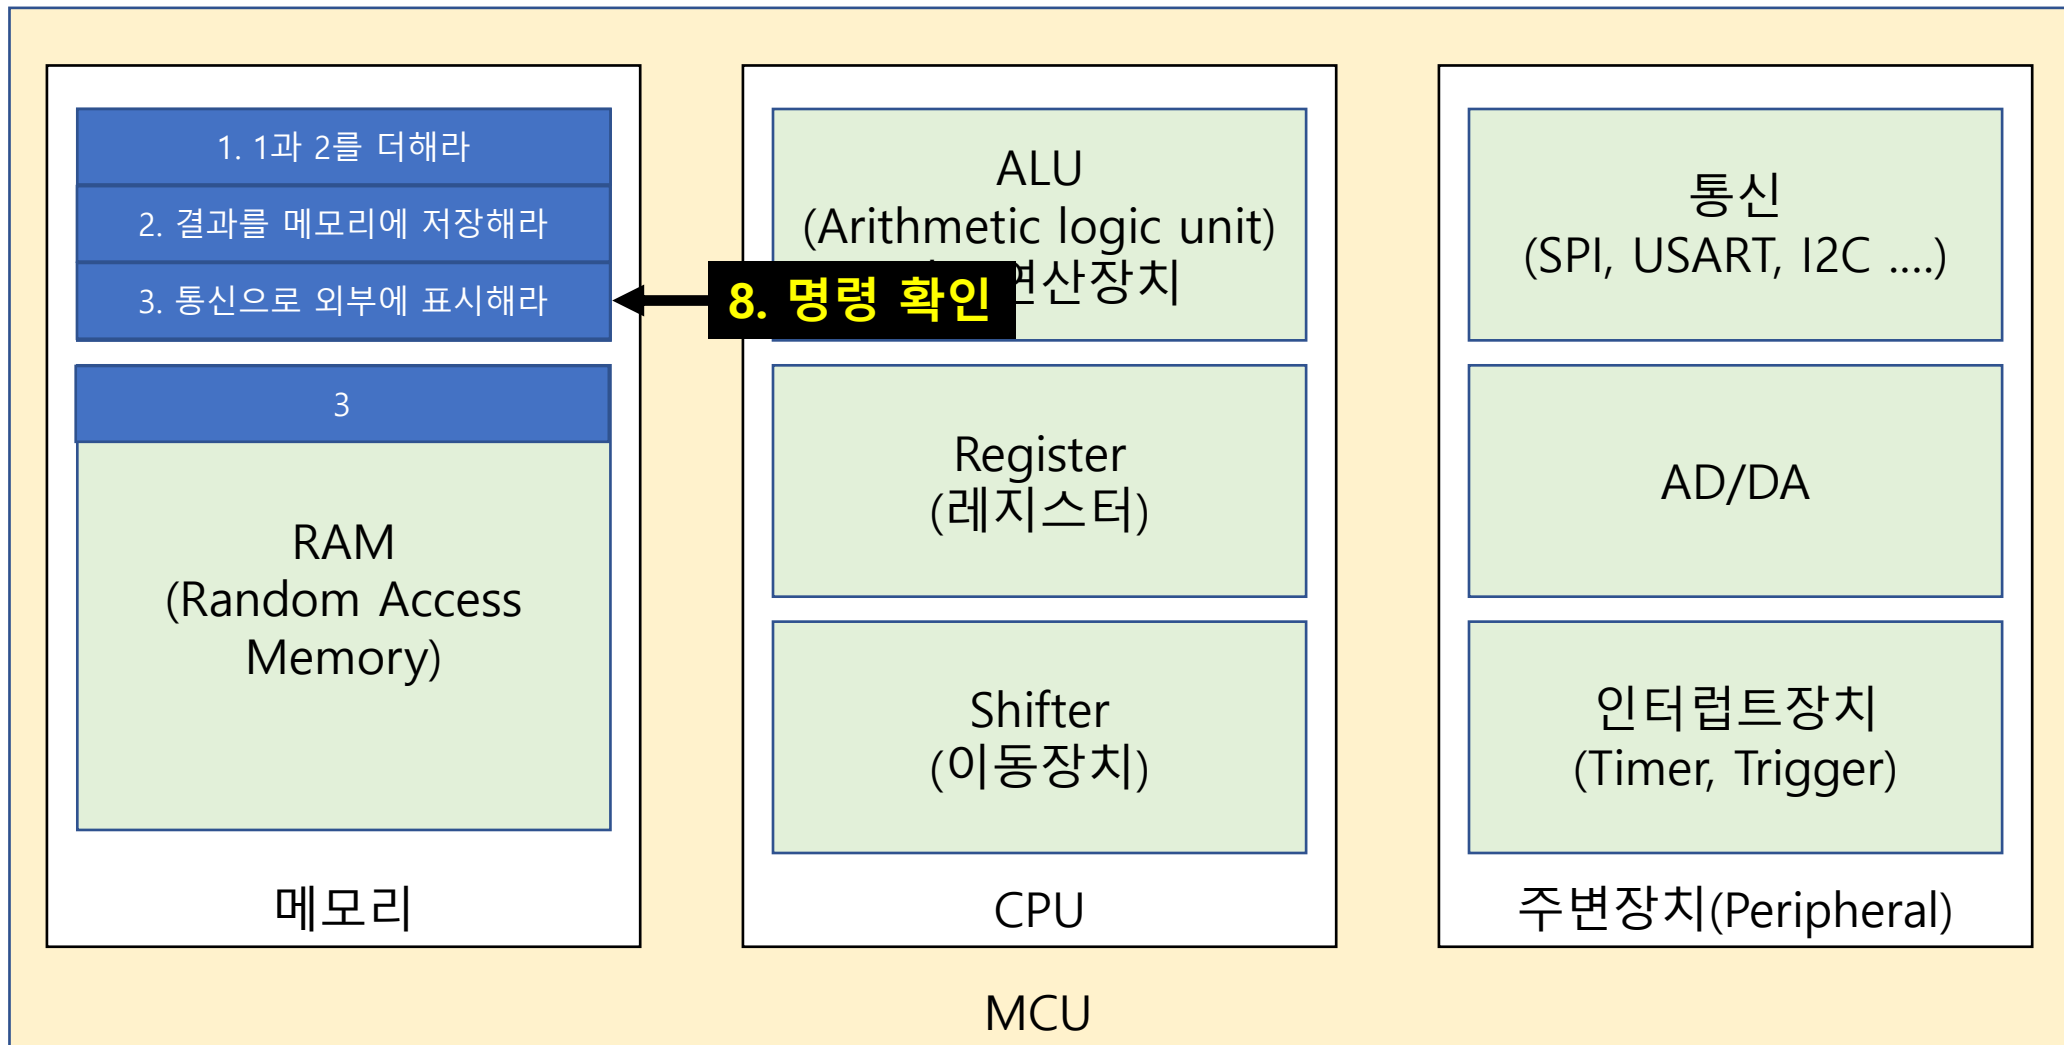 1. 1과 2를 더해라
2. 결과를 메모리에 저장해라
3. 통신으로 외부에 표시해라
3
RAM
(Random Access
Memory)
메모리
8. 명령 확인
ALU
(Arithmetic logic unit)
연산장치
Register
(레지스터)
Shifter
(이동장치)
CPU
통신
(SPI, USART, I2C ....)
AD/DA
인터럽트장치
(Timer, Trigger)
주변장치(Peripheral)
MCU